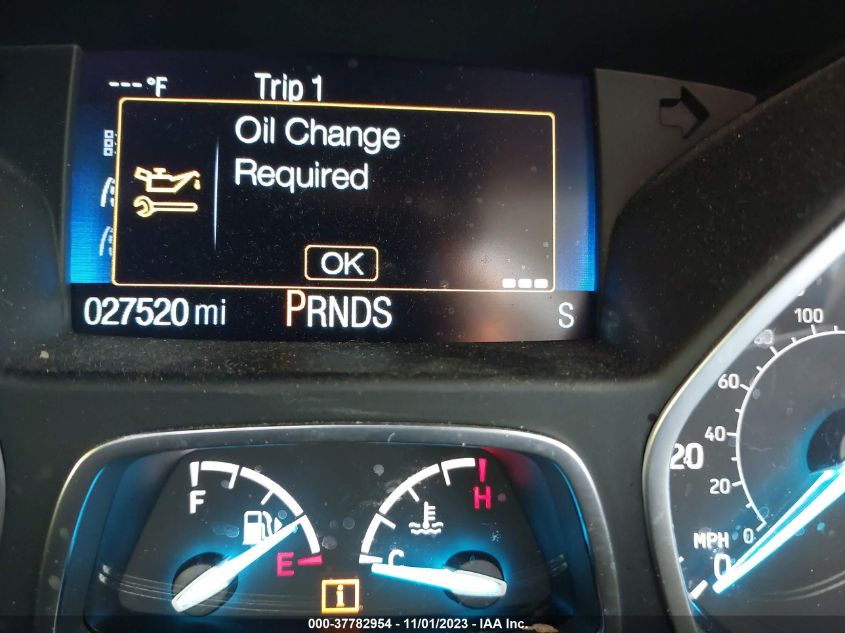 --- °F Trip 1
Oil Change
Required
OK
027520 mi PRNDS S
F
E
H
C
i
100
80
60
40
20
0
20
MPH
0
000-37782954 - 11/01/2023 - IAA Inc.